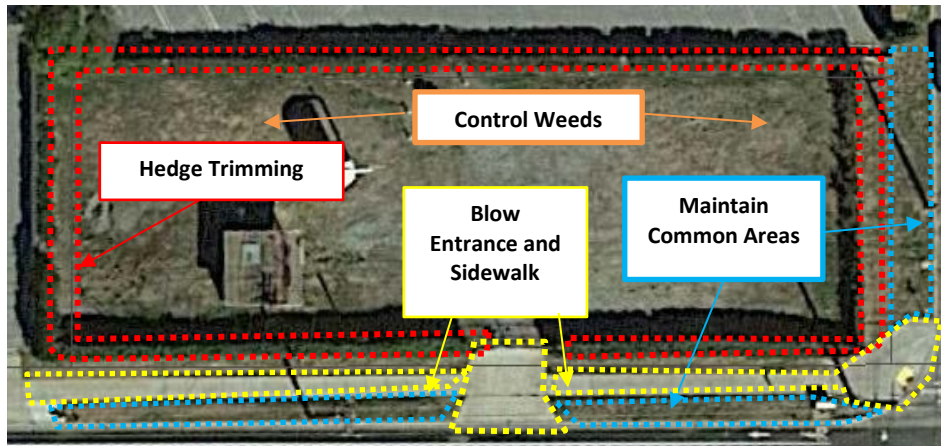 Control Weeds
Hedge Trimming
Blow
Entrance and
Sidewalk
Maintain
Common Areas